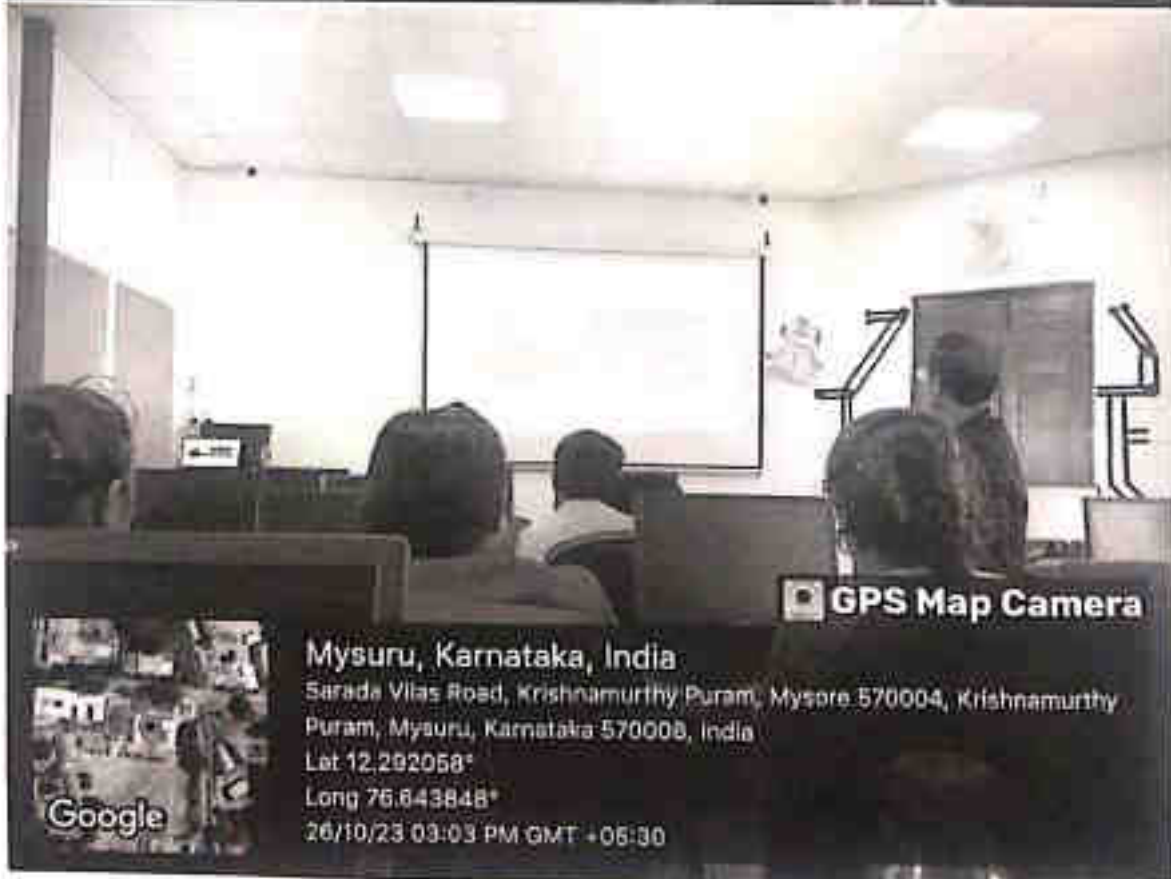 GPS Map Camera
Mysuru, Karnataka, India
Sarada Vilas Road, Krishnamurthy Puram, Mysore 570004, Krishnamurthy
Puram, Mysuru, Karnataka 570008, India
Lat 12.292058°
Long 76.643848°
26/10/23 03:03 PM GMT +05:30
Google